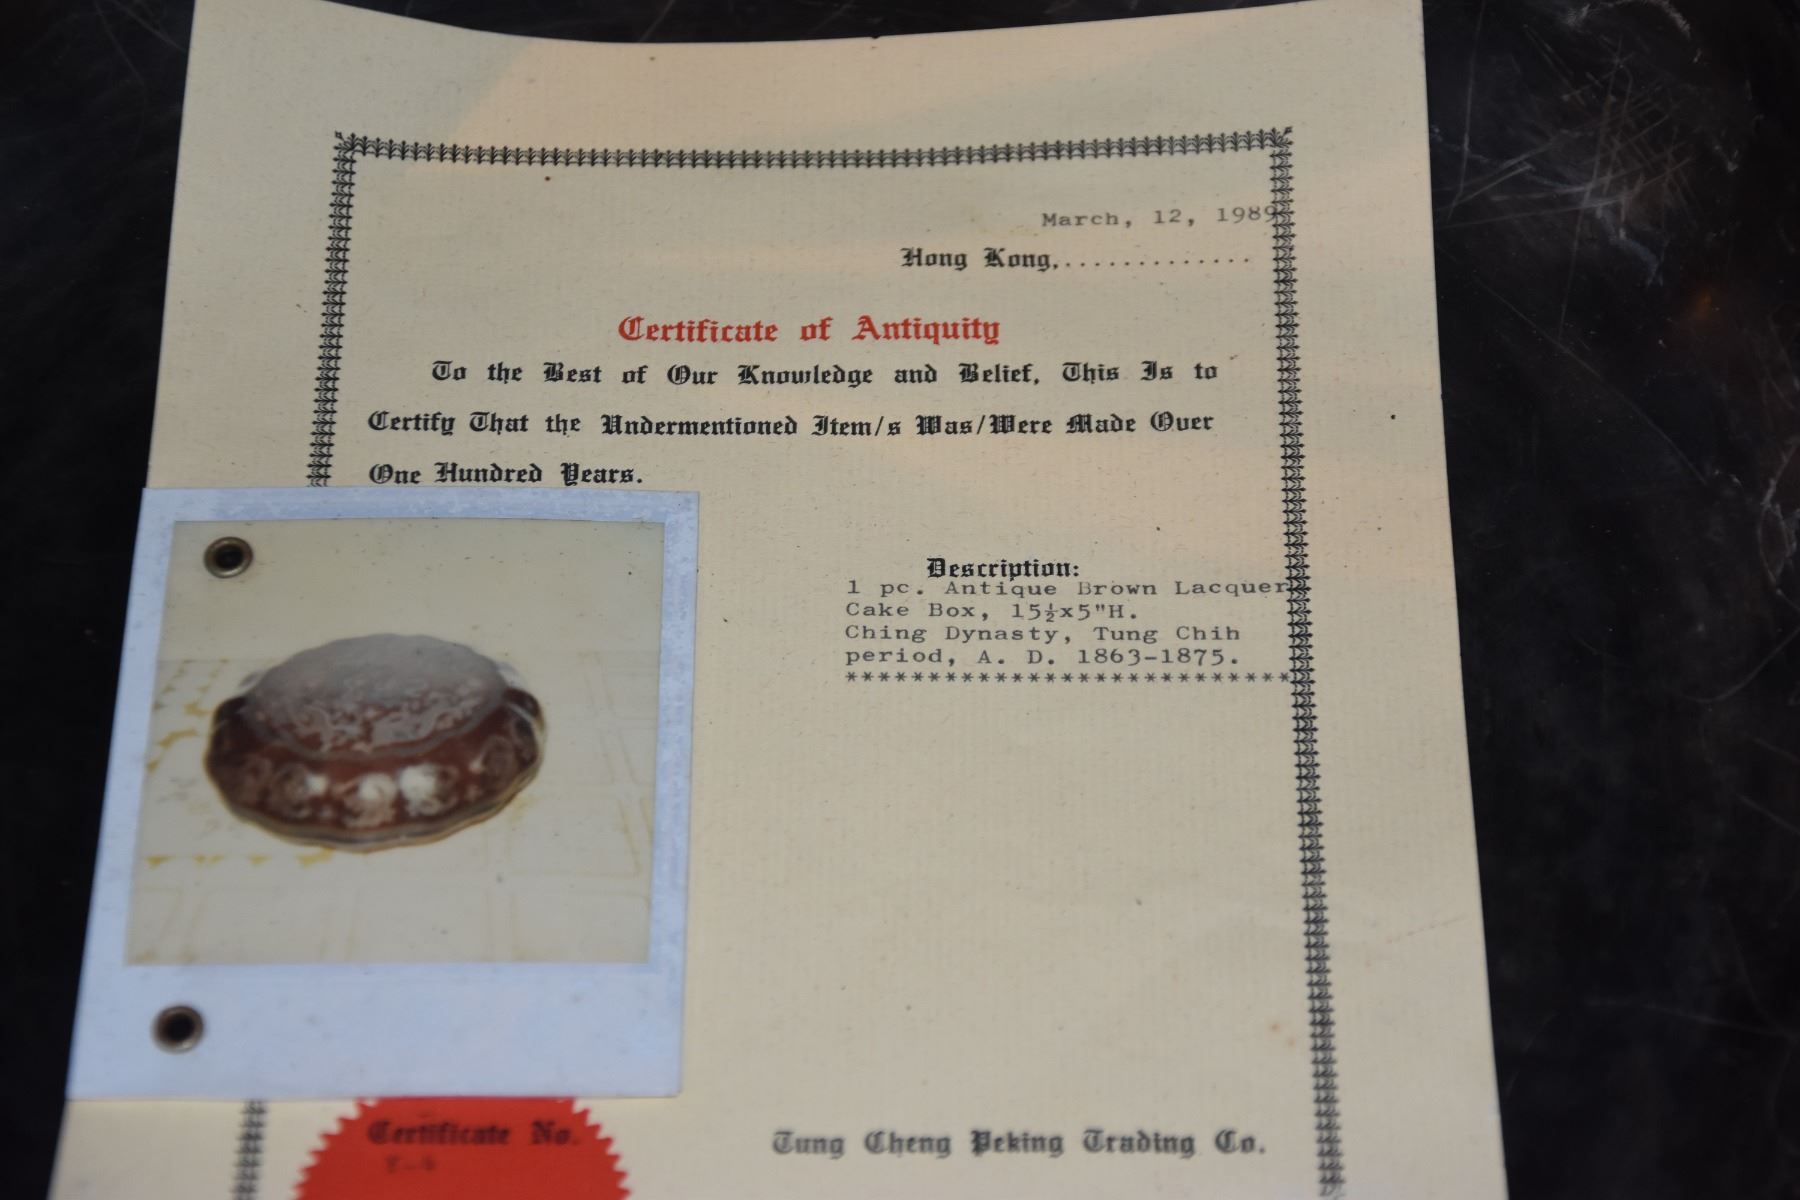 March, 12, 1989
Hong Kong,..............
Certificate of Antiquity
To the Best of Our Knowledge and Belief, This Is to
Certify That the Undermentioned Item/s Was/Were Made Over
One Hundred Years.
Description:
1 pc. Antique Brown Lacquer
Cake Box, 15½x5"H.
Ching Dynasty, Tung Chih
period, A. D. 1863-1875.
***************************
Certificate No.
Tung Cheng Peking Trading Co.